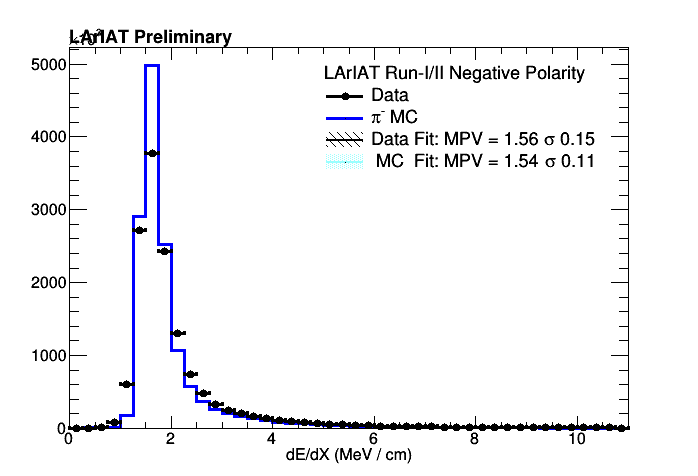 LArIAT Preliminary
LArIAT Run-I/II Negative Polarity
Data
π⁻ MC
Data Fit: MPV = 1.56 σ 0.15
MC Fit: MPV = 1.54 σ 0.11
5000
4000
3000
2000
1000
0
0 2 4 6 8 10
dE/dX (MeV / cm)